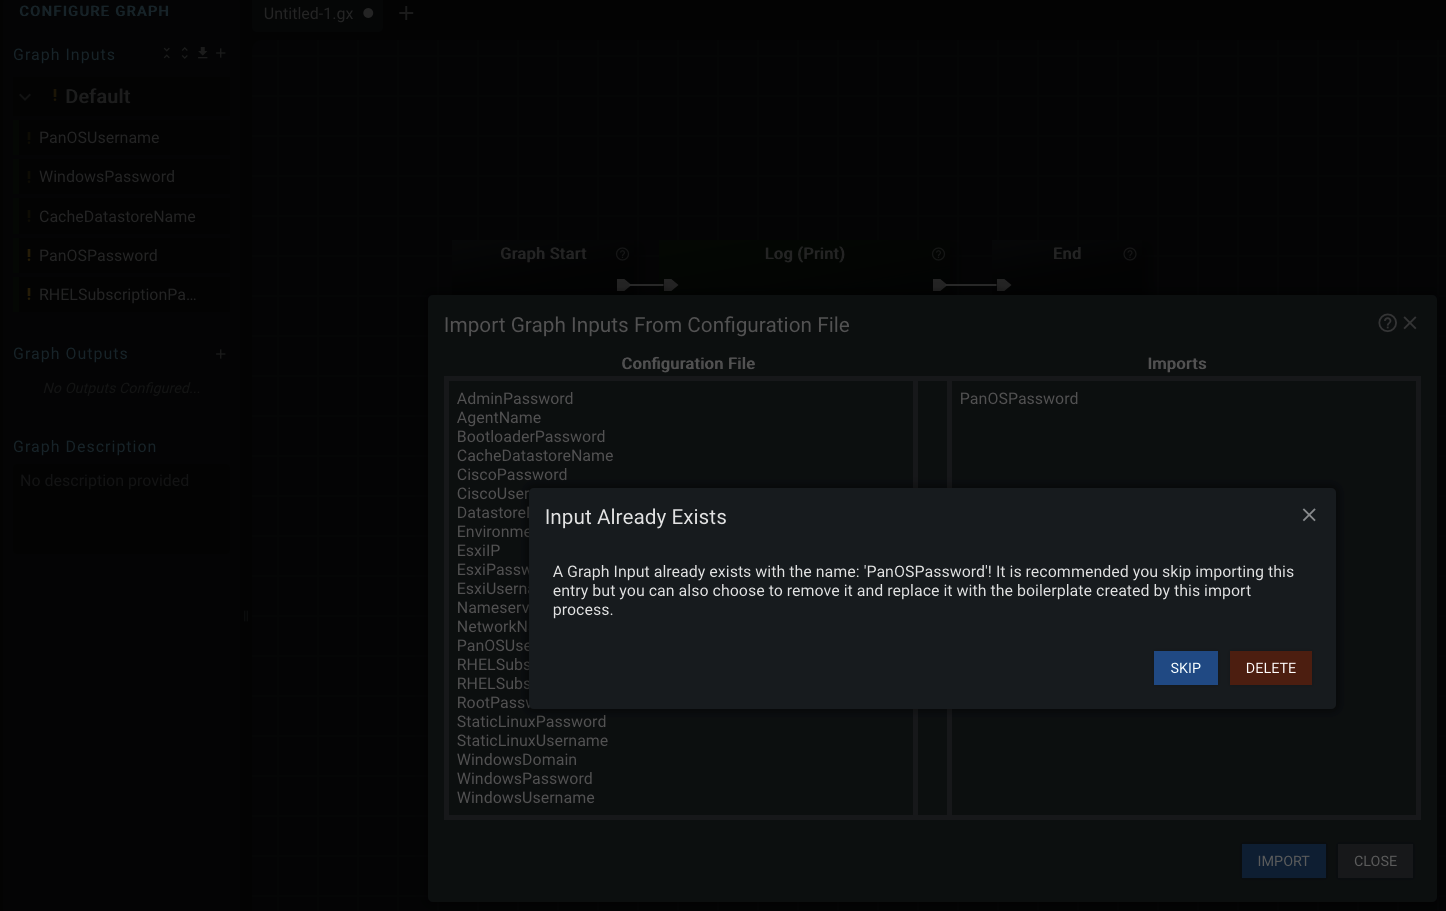 CONFIGURE GRAPH
Untitled-1.gx
Graph Inputs
! Default
! PanOSUsername
! WindowsPassword
! CacheDatastoreName
! PanOSPassword
! RHELSubscriptionPa...
Graph Outputs
No Outputs Configured...
Graph Description
No description provided
Graph Start
Log (Print)
End
Import Graph Inputs From Configuration File
Configuration File
Imports
AdminPassword
AgentName
BootloaderPassword
CacheDatastoreName
CiscoPassword
CiscoUser
Datastore
Environme
EsxiIP
EsxiPassw
EsxiUserna
Nameserv
NetworkN
PanOSUse
RHELSubs
RHELSubs
RootPassw
StaticLinuxPassword
StaticLinuxUsername
WindowsDomain
WindowsPassword
WindowsUsername
PanOSPassword
Input Already Exists
A Graph Input already exists with the name: 'PanOSPassword'! It is recommended you skip importing this
entry but you can also choose to remove it and replace it with the boilerplate created by this import
process.
SKIP
DELETE
IMPORT
CLOSE